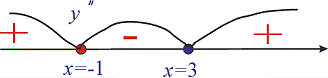 y''
+ - +
x=-1 x=3